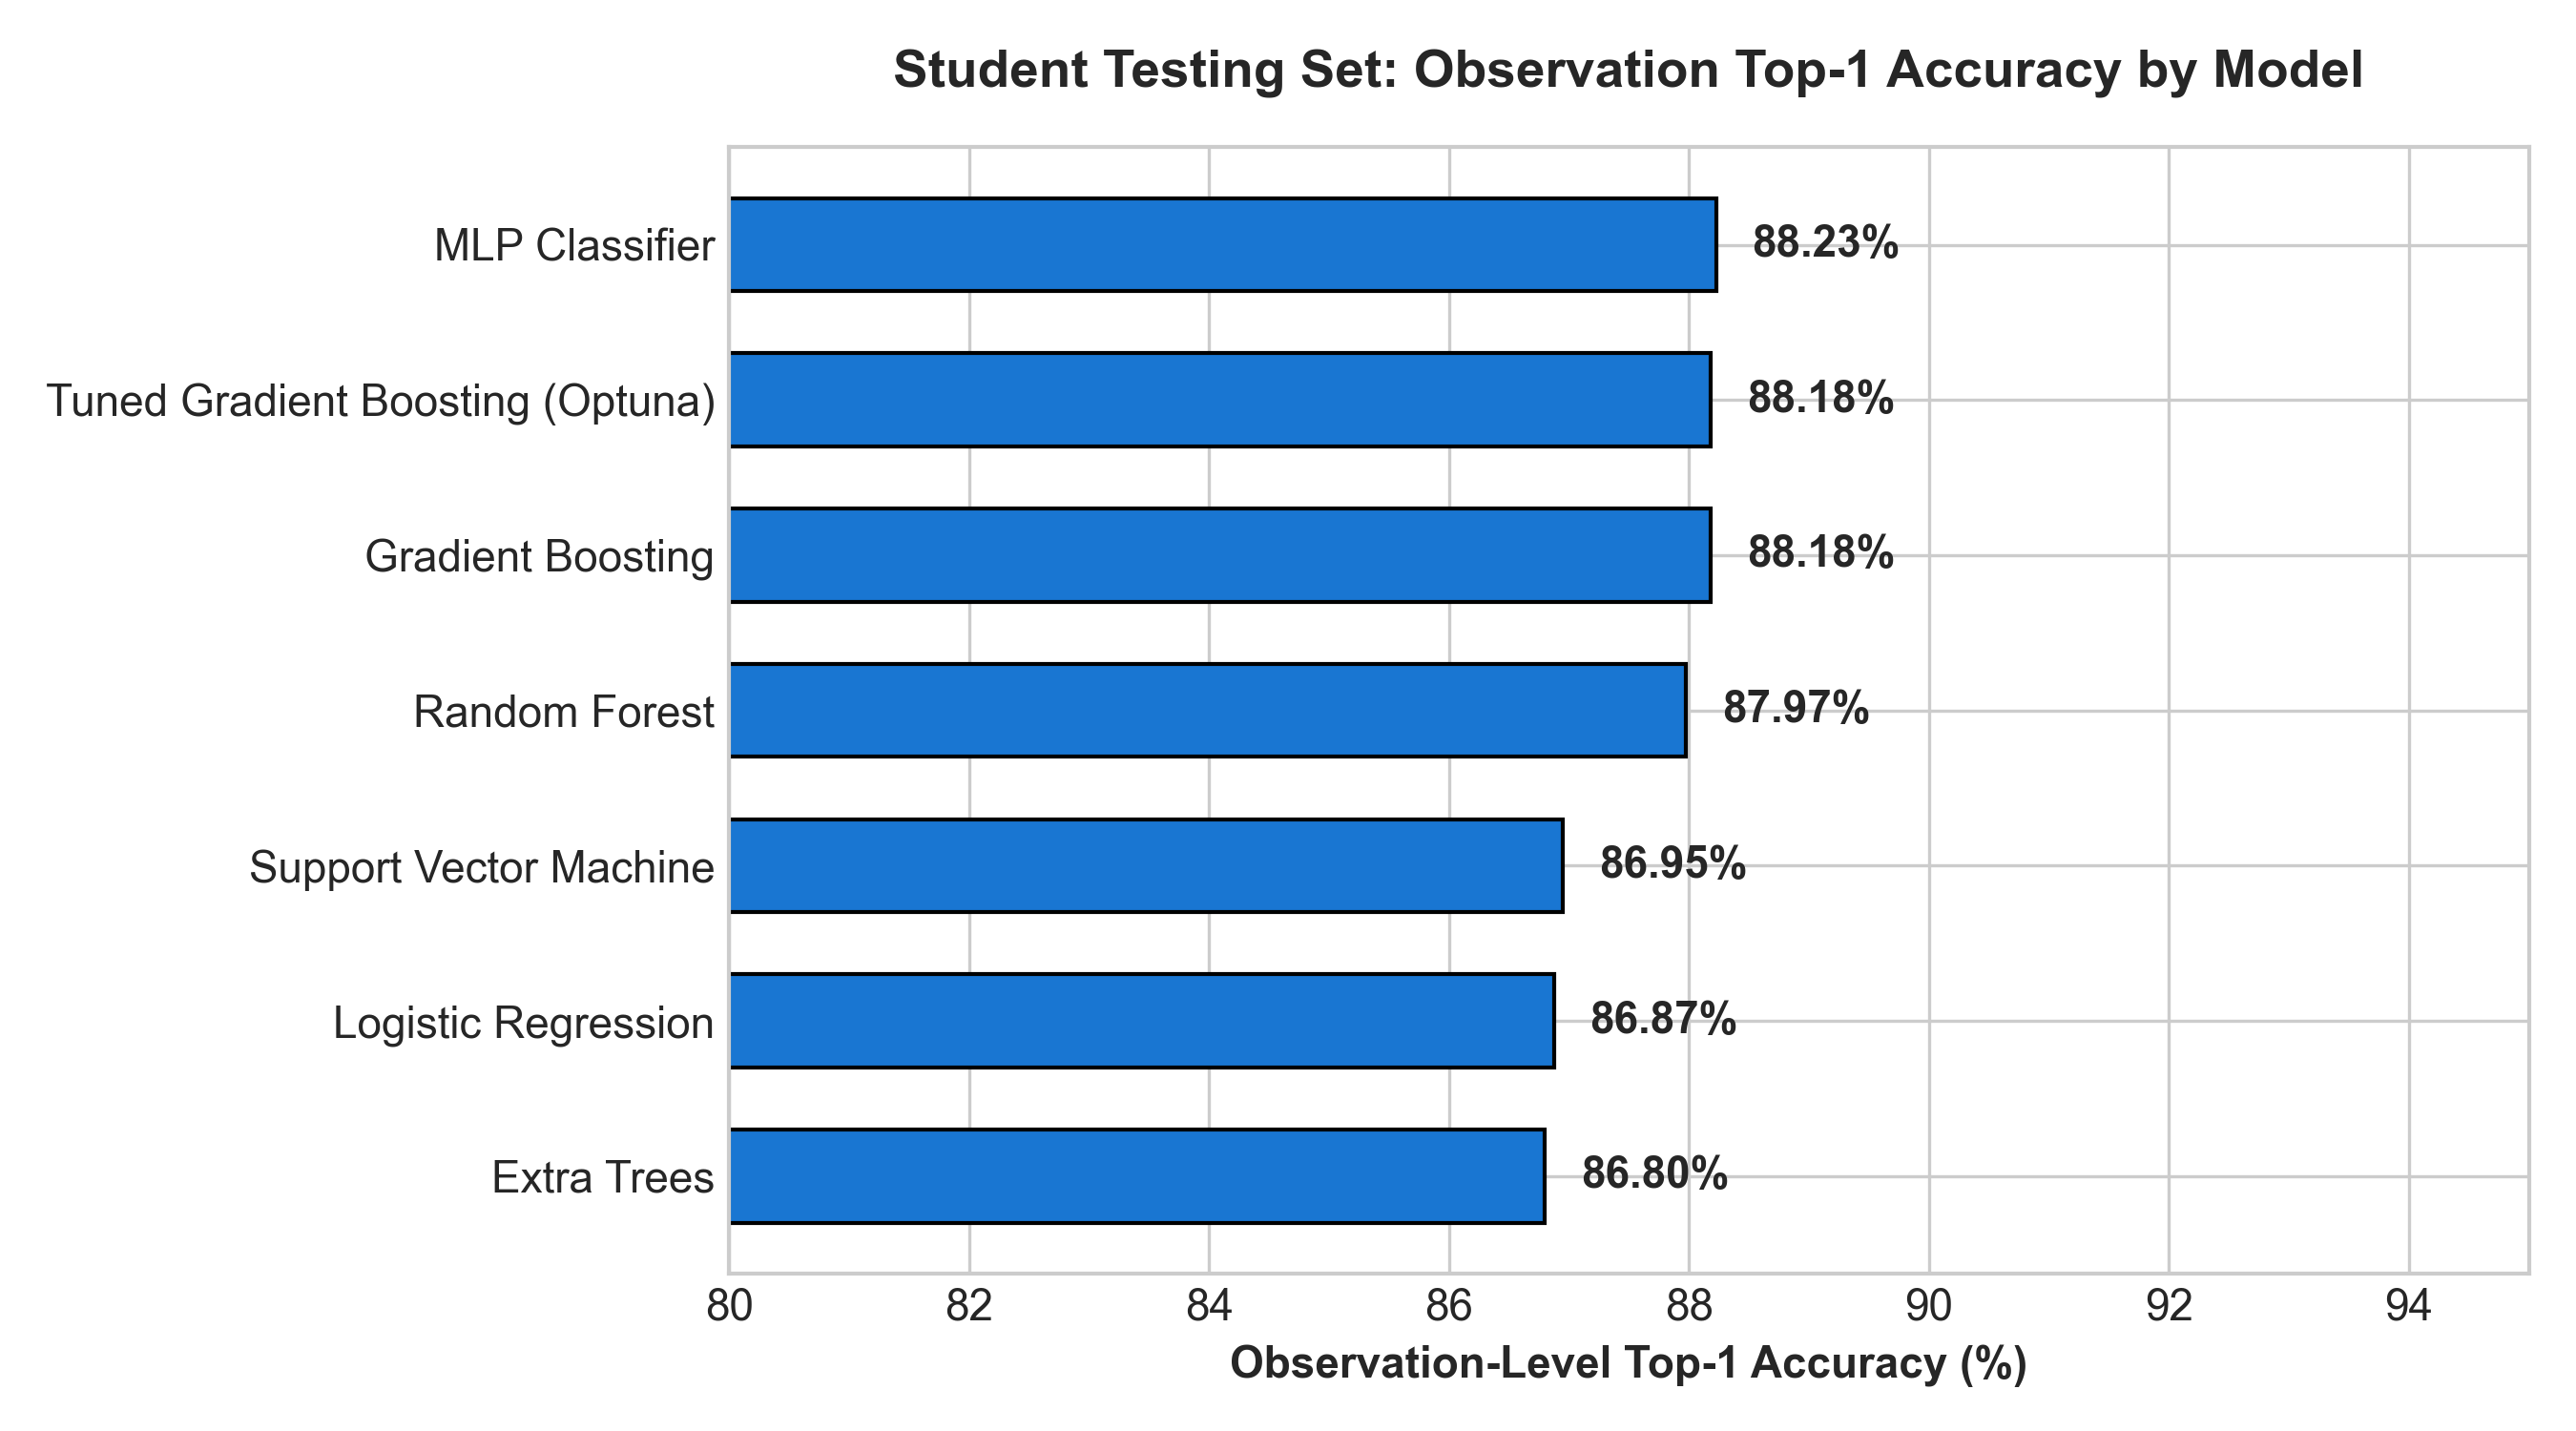 Student Testing Set: Observation Top-1 Accuracy by Model
MLP Classifier
88.23%
Tuned Gradient Boosting (Optuna)
88.18%
Gradient Boosting
88.18%
Random Forest
87.97%
Support Vector Machine
86.95%
Logistic Regression
86.87%
Extra Trees
86.80%
80 82 84 86 88 90 92 94
Observation-Level Top-1 Accuracy (%)